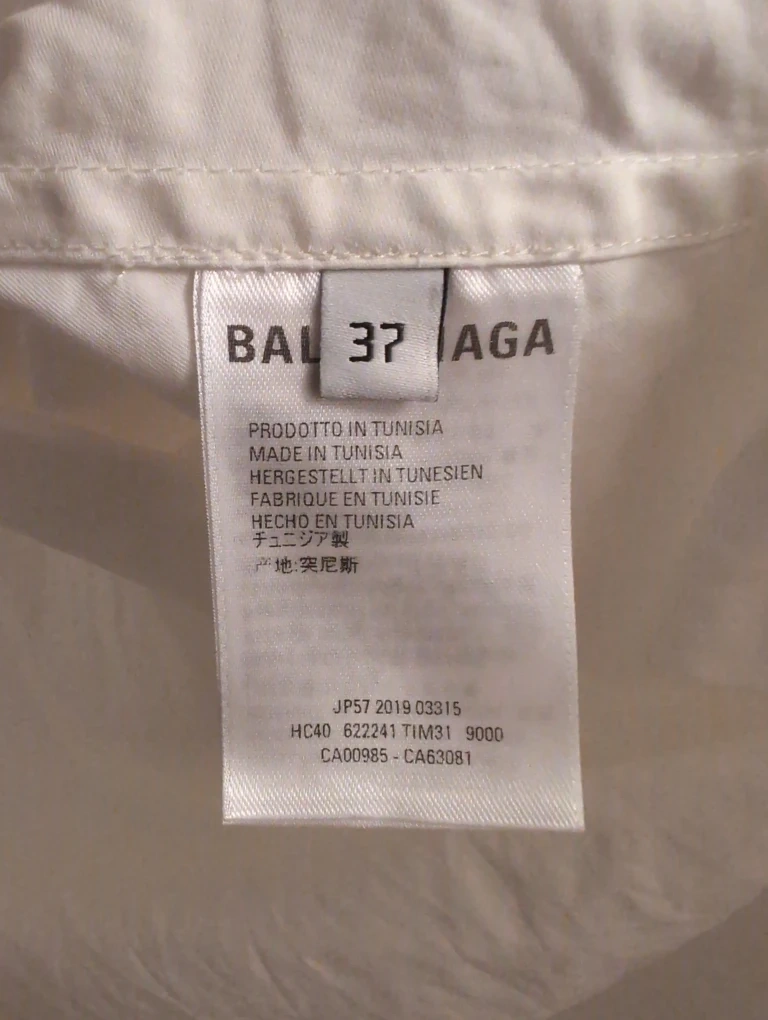 BAL 37 AGA
PRODOTTO IN TUNISIA
MADE IN TUNISIA
HERGESTELLT IN TUNESIEN
FABRIQUE EN TUNISIE
HECHO EN TUNISIA
チュニジア製
产地:突尼斯
JP57 2019 03315
HC40 622241 TIM31 9000
CA00985 - CA63081